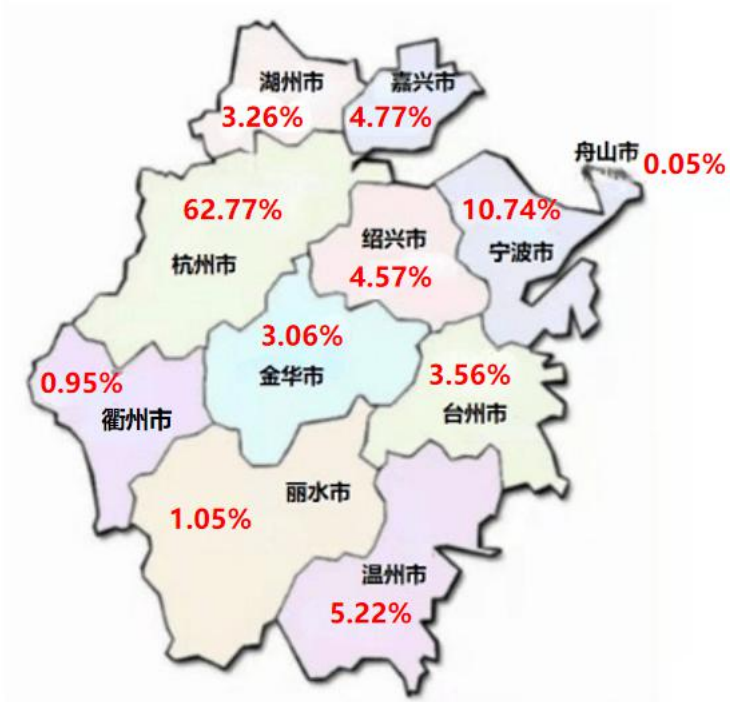 湖州市
3.26%
嘉兴市
4.77%
舟山市
0.05%
62.77%
杭州市
绍兴市
4.57%
10.74%
宁波市
3.06%
金华市
0.95%
衢州市
3.56%
台州市
丽水市
1.05%
温州市
5.22%